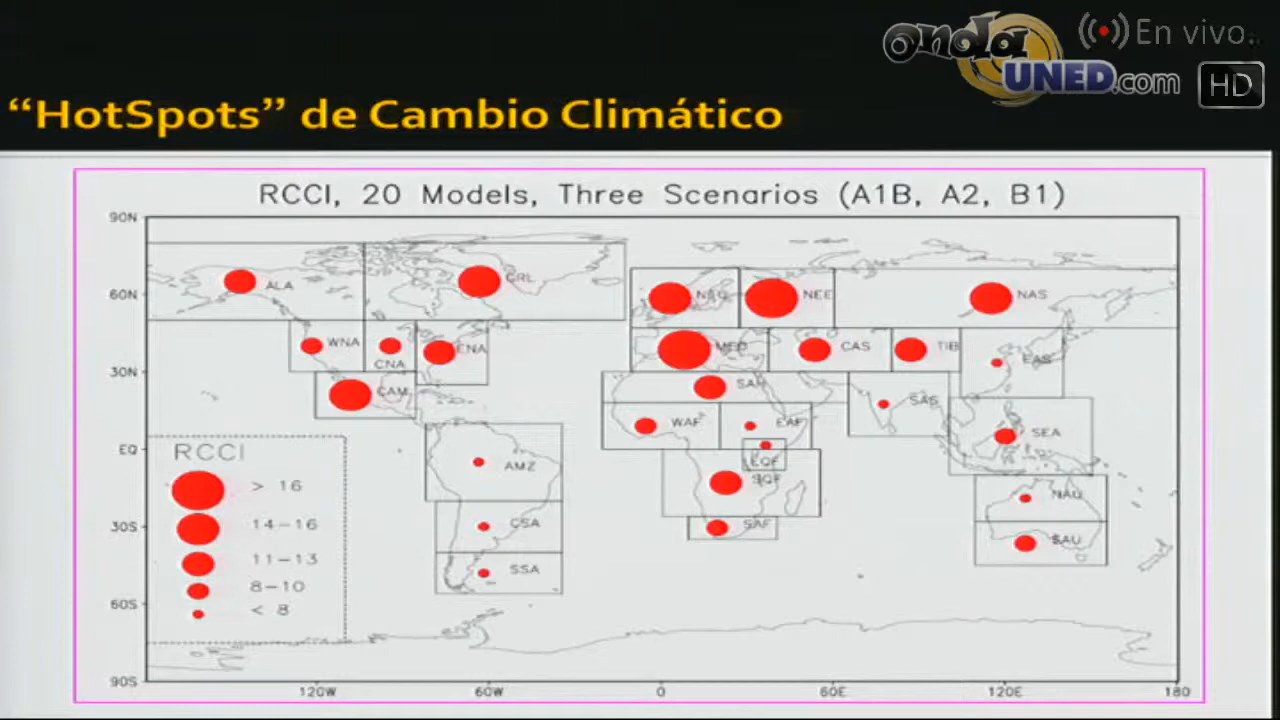 onda
UNED.com
En vivo
HD
“HotSpots” de Cambio Climático
RCCI, 20 Models, Three Scenarios (A1B, A2, B1)
90N
60N
30N
EQ
30S
60S
90S
120W
60W
0
60E
120E
180
ALA
GRL
NEE
NAS
WNA
CNA
ENA
MED
CAS
TIB
EAS
CAM
SAH
SAS
WAF
EAF
SEA
AMZ
EQF
SQF
NAU
CSA
SAF
SAU
SSA
RCCI
> 16
14-16
11-13
8-10
< 8